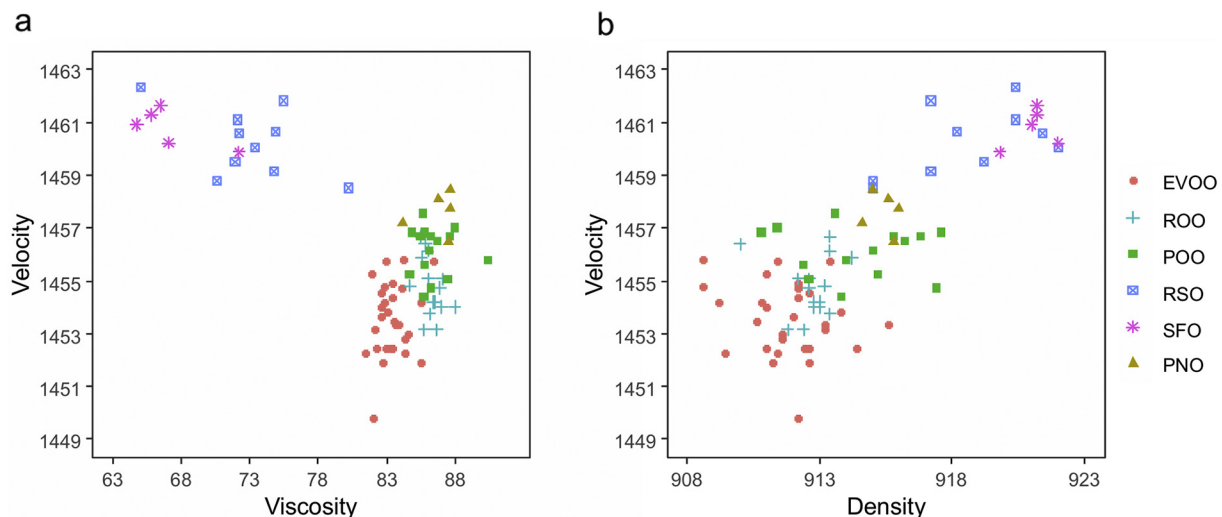 a
b
Velocity
1463
1461
1459
1457
1455
1453
1451
1449
63 68 73 78 83 88
Viscosity
Velocity
1463
1461
1459
1457
1455
1453
1451
1449
908 913 918 923
Density
EVOO
ROO
POO
RSO
SFO
PNO